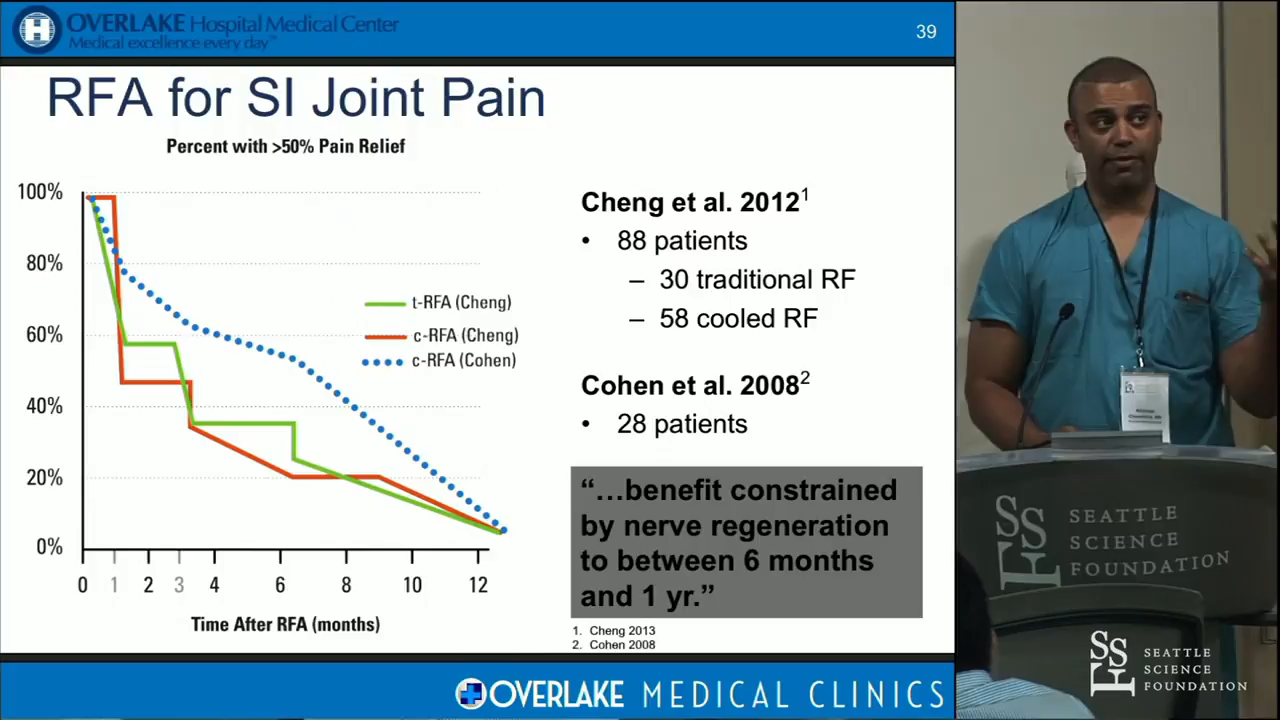 OVERLAKE Hospital Medical Center
Medical excellence every day™
39
RFA for SI Joint Pain
Percent with >50% Pain Relief
100%
80%
60%
40%
20%
0%
t-RFA (Cheng)
c-RFA (Cheng)
c-RFA (Cohen)
0 1 2 3 4 6 8 10 12
Time After RFA (months)
Cheng et al. 2012¹
• 88 patients
– 30 traditional RF
– 58 cooled RF
Cohen et al. 2008²
• 28 patients
“…benefit constrained
by nerve regeneration
to between 6 months
and 1 yr.”
1. Cheng 2013
2. Cohen 2008
OVERLAKE MEDICAL CLINICS
H
SSF
SEATTLE
SCIENCE
FOUNDATION
SSF
SEATTLE
SCIENCE
FOUNDATION